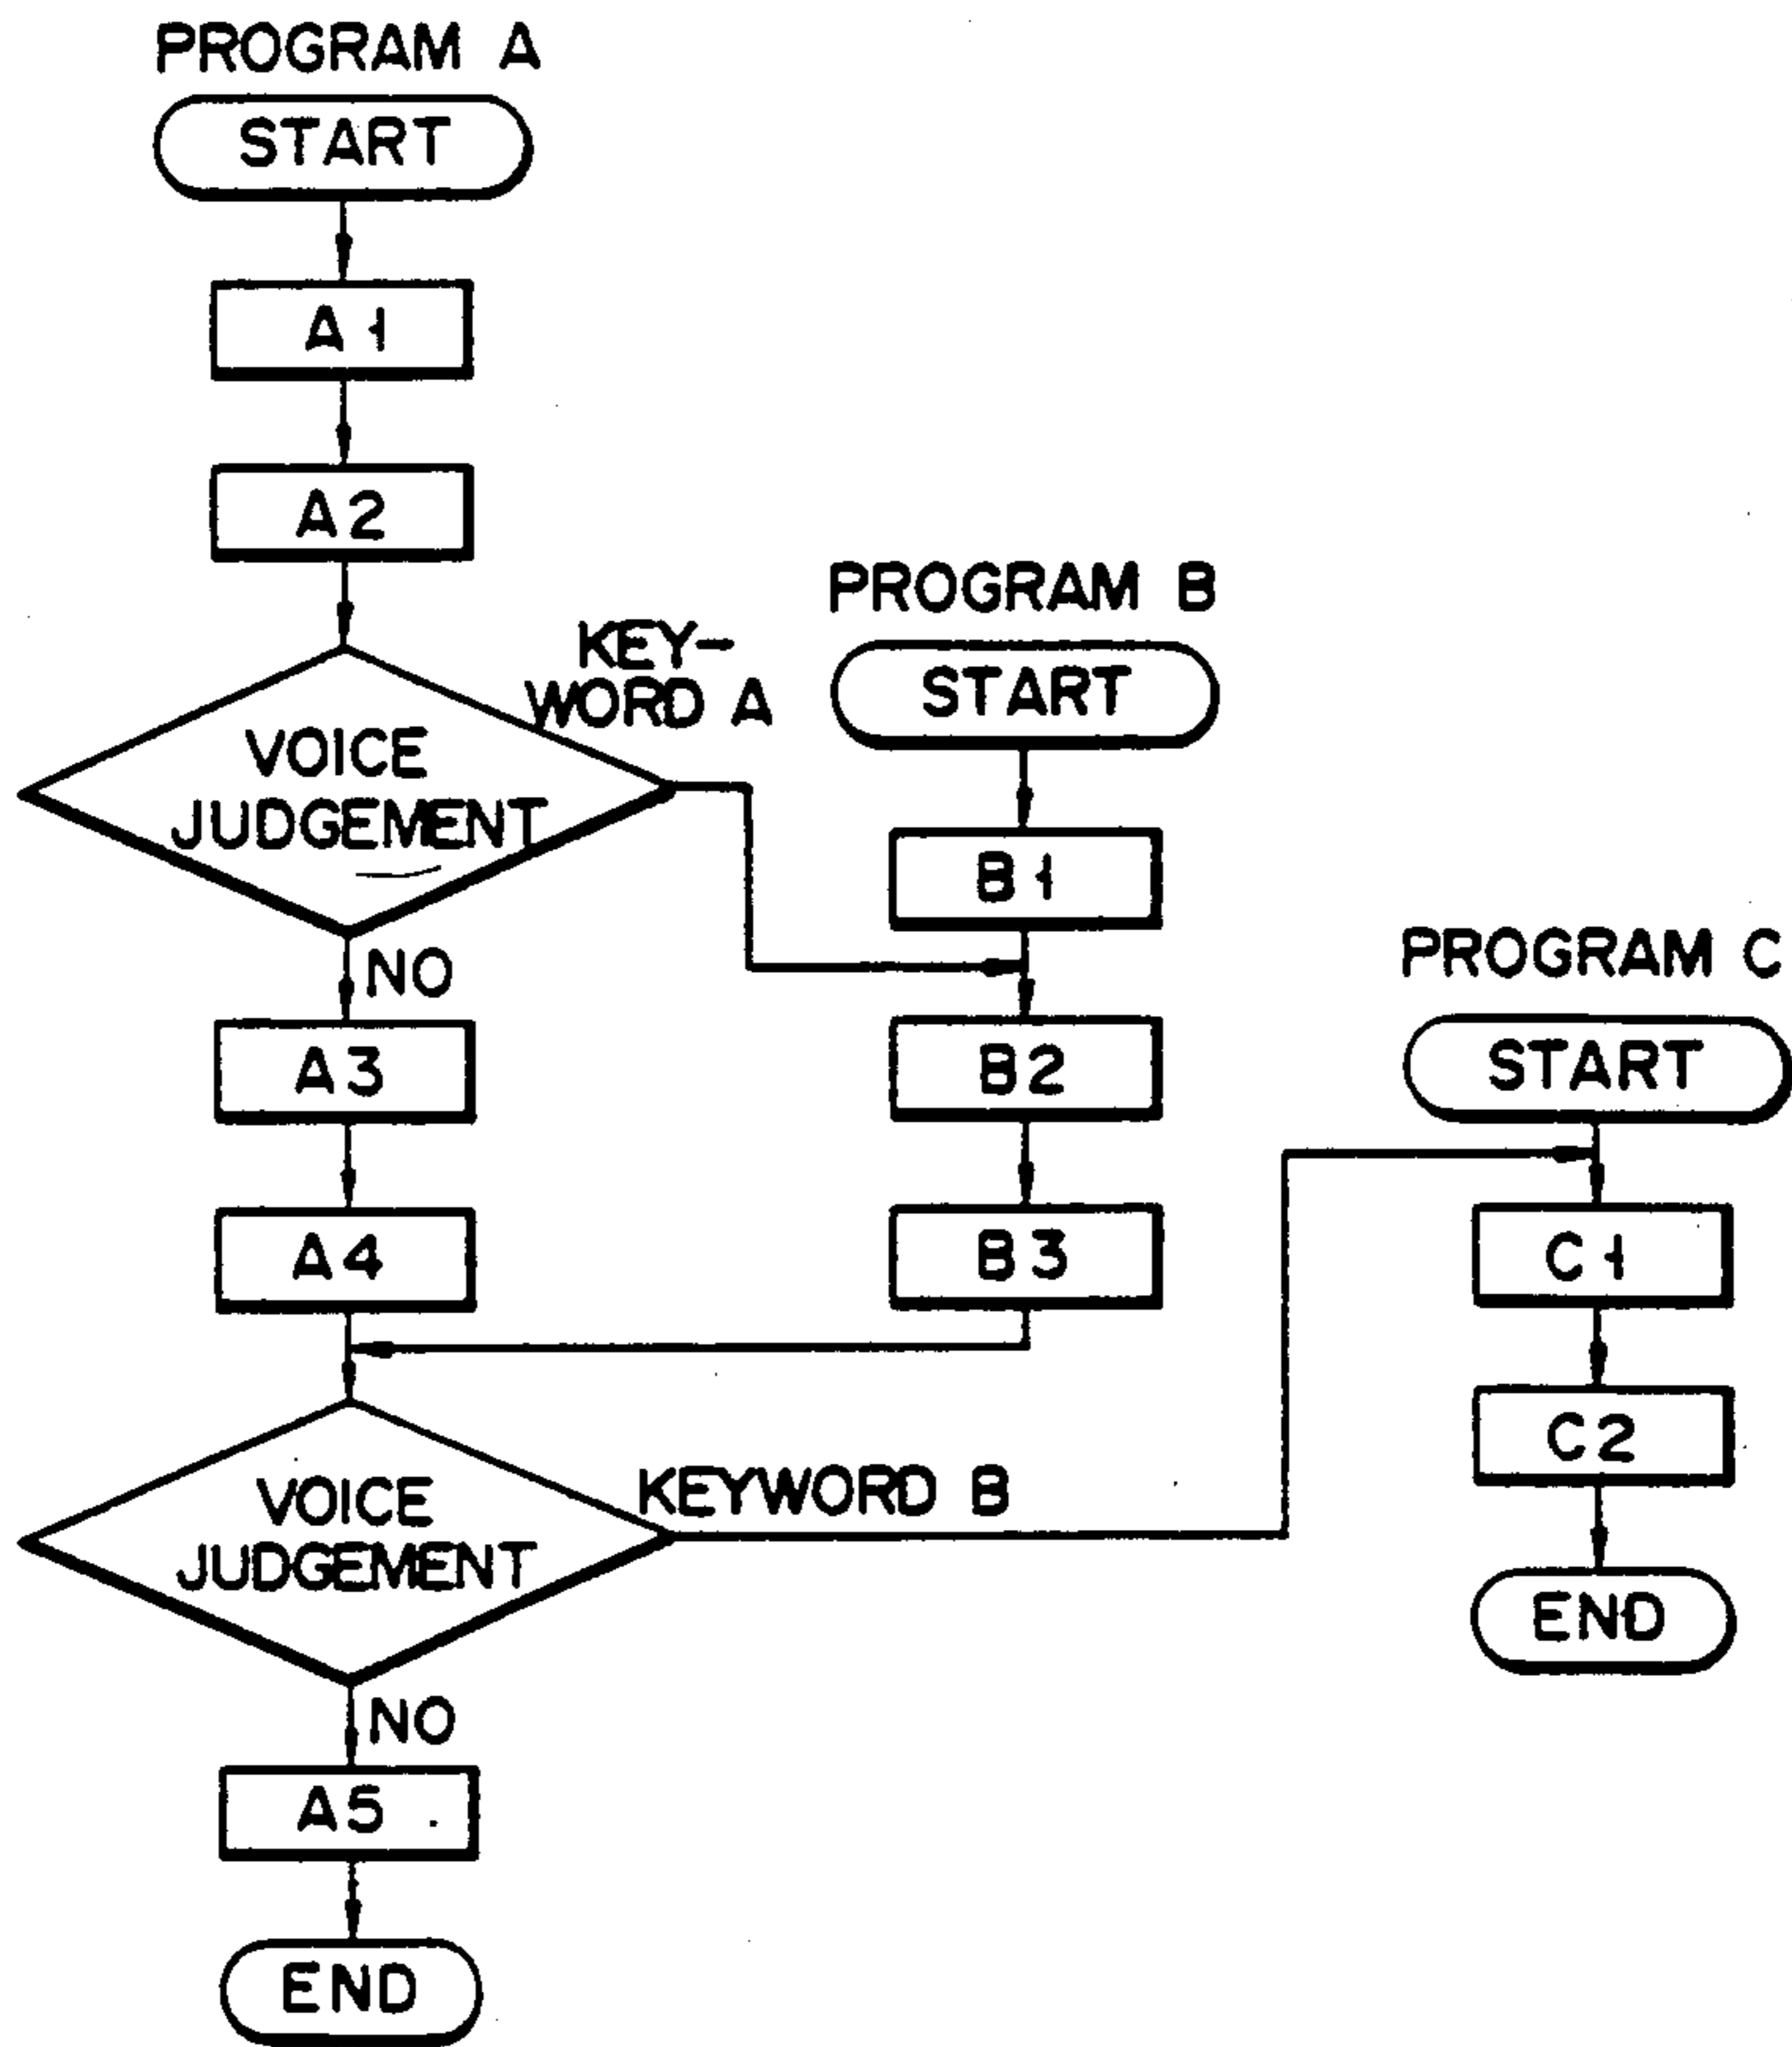 PROGRAM A
START
A1
A2
KEY-
WORD A
VOICE
JUDGEMENT
NO
A3
A4
VOICE
JUDGEMENT
KEYWORD B
NO
A5
END
PROGRAM B
START
B1
B2
B3
PROGRAM C
START
C1
C2
END